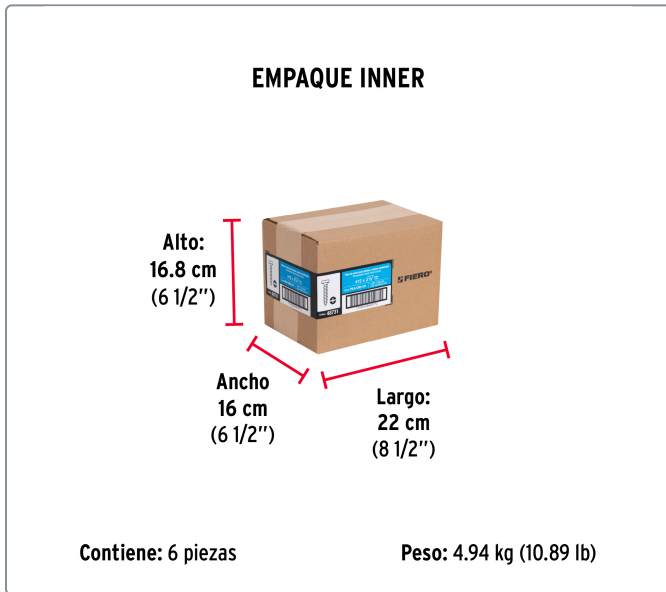 EMPAQUE INNER
Alto:
16.8 cm
(6 1/2")
FIERO®
48731
Ancho
16 cm
(6 1/2")
Largo:
22 cm
(8 1/2")
Contiene: 6 piezas
Peso: 4.94 kg (10.89 lb)